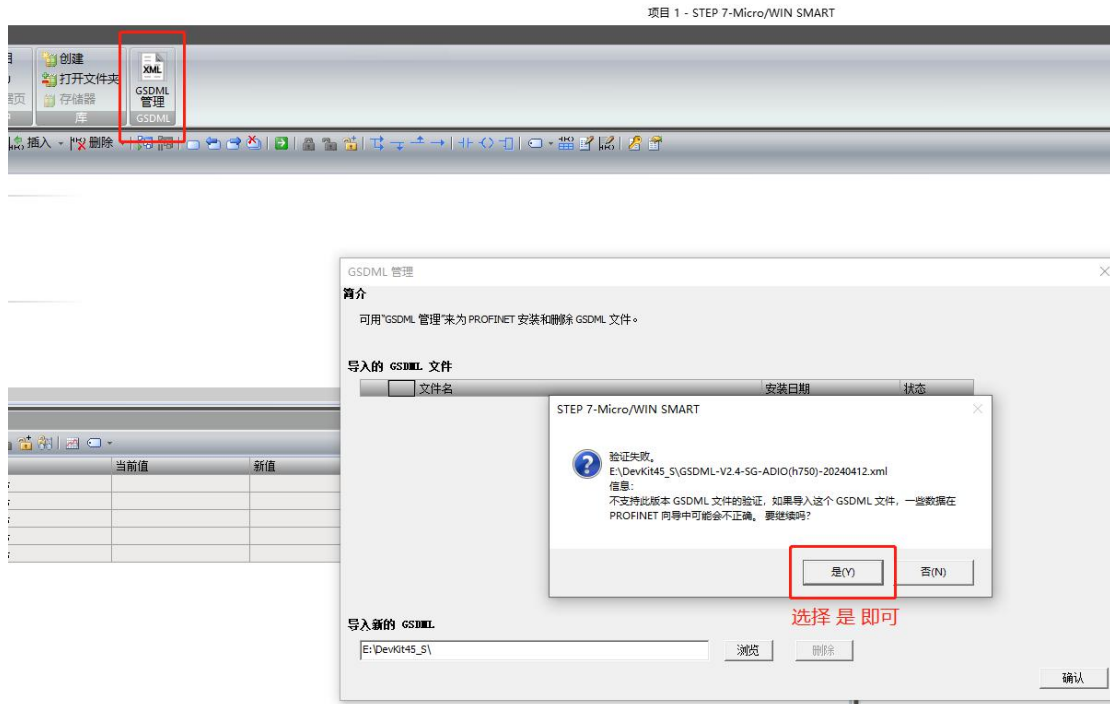 项目 1 - STEP 7-Micro/WIN SMART
创建
打开文件夹
存储器
库
XML
GSDML
管理
GSDML
插入
删除
当前值
新值
GSDML 管理
简介
可用"GSDML 管理"来为 PROFINET 安装和删除 GSDML 文件。
导入的 GSDML 文件
文件名
安装日期
状态
STEP 7-Micro/WIN SMART
验证失败。
E:\DevKit45_S\GSDML-V2.4-SG-ADIO(h750)-20240412.xml
信息:
不支持此版本 GSDML 文件的验证，如果导入这个 GSDML 文件，一些数据在
PROFINET 向导中可能会不正确。 要继续吗?
是(Y)
否(N)
选择 是 即可
导入新的 GSDML
E:\DevKit45_S\
浏览
删除
确认